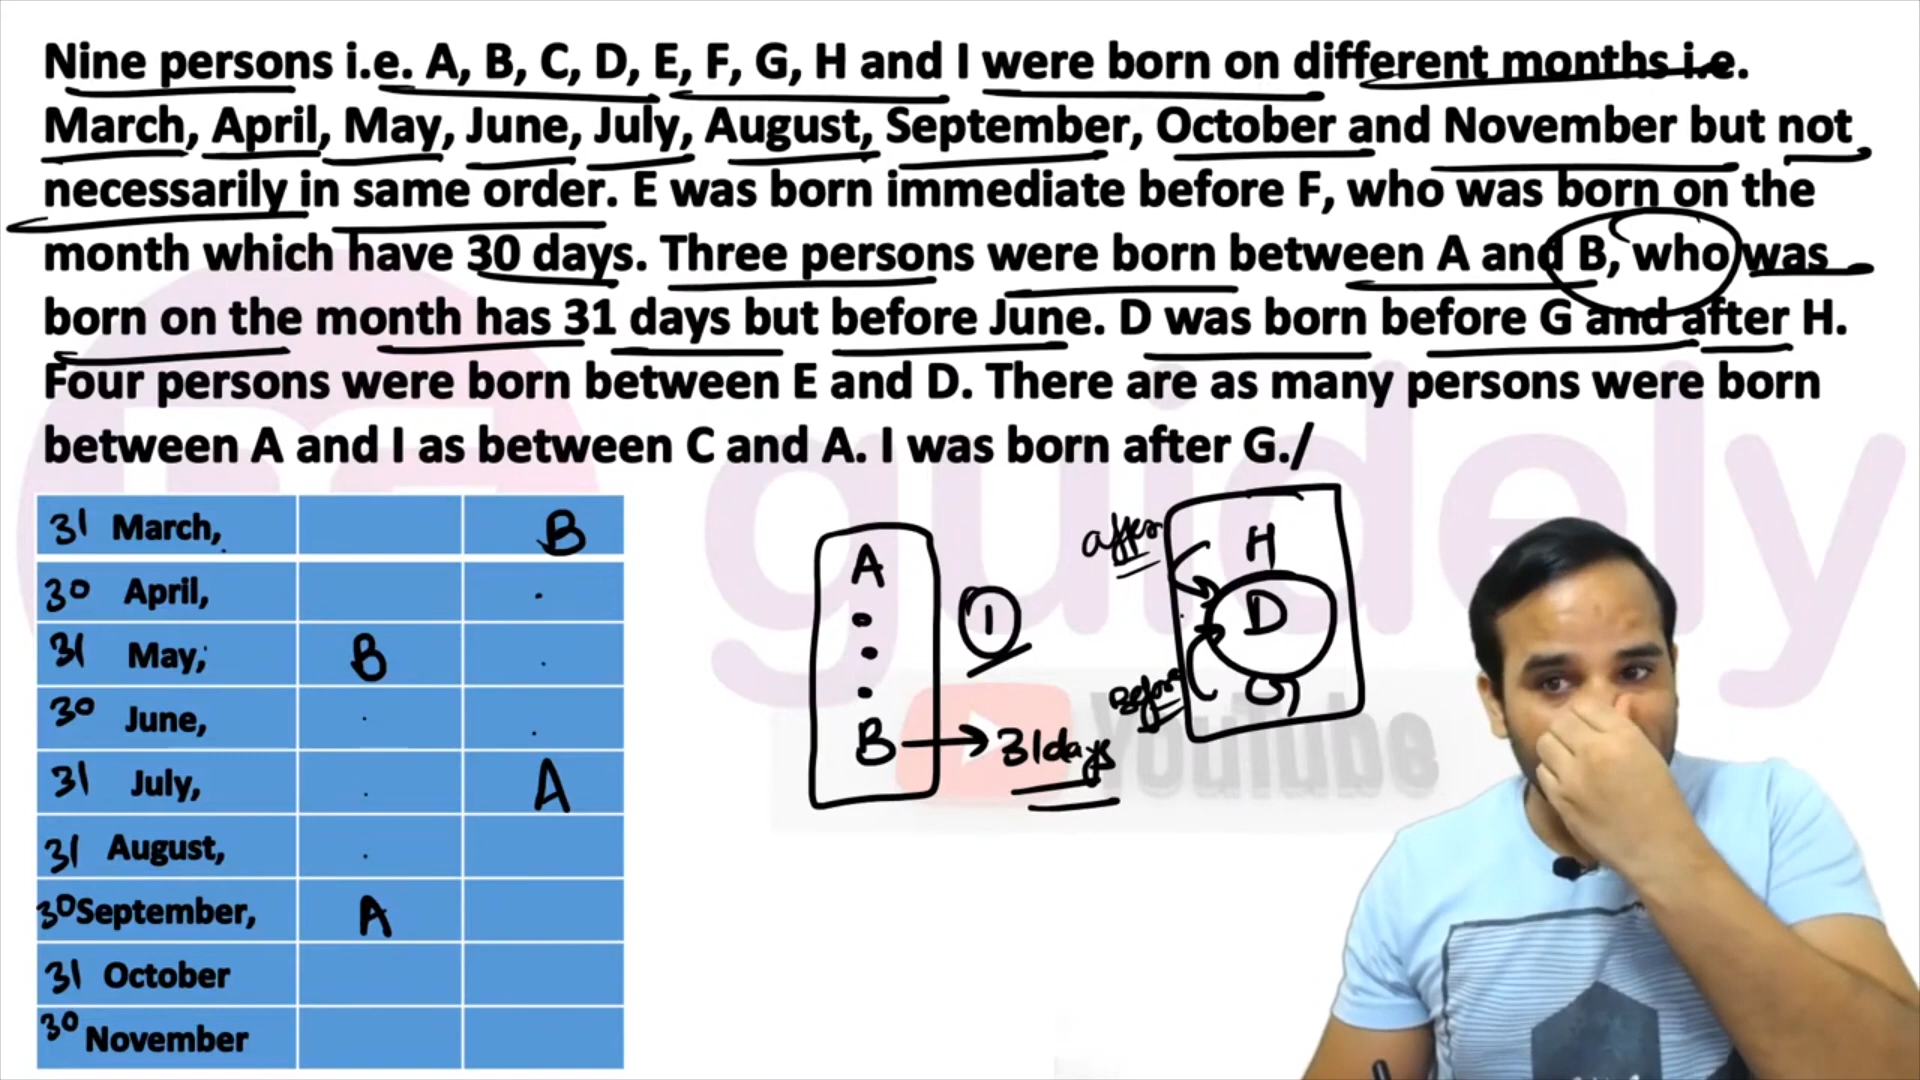 Nine persons i.e. A, B, C, D, E, F, G, H and I were born on different months i.e.
March, April, May, June, July, August, September, October and November but not
necessarily in same order. E was born immediate before F, who was born on the
month which have 30 days. Three persons were born between A and B, who was
born on the month has 31 days but before June. D was born before G and after H.
Four persons were born between E and D. There are as many persons were born
between A and I as between C and A. I was born after G./
guidely
YouTube
31 March, B
30 April,
31 May, B
30 June,
31 July, A
31 August,
30 September, A
31 October
30 November
A
B → 31days
1
after
H
D
Before
G